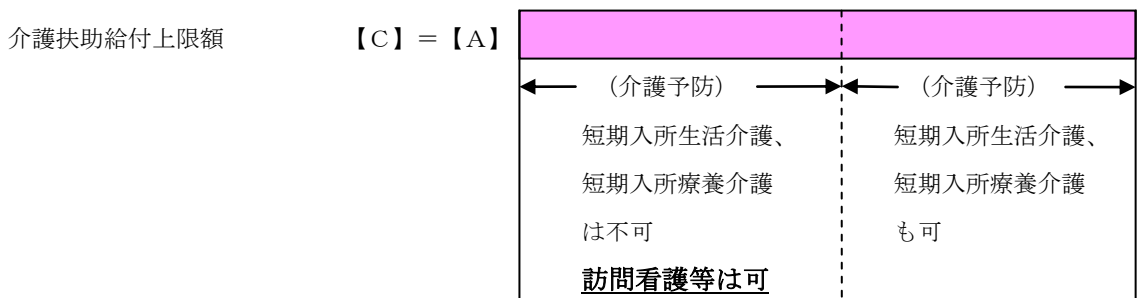 介護扶助給付上限額 【C】＝【A】
（介護予防） （介護予防）
短期入所生活介護、 短期入所生活介護、
短期入所療養介護 短期入所療養介護
は不可 も可
訪問看護等は可